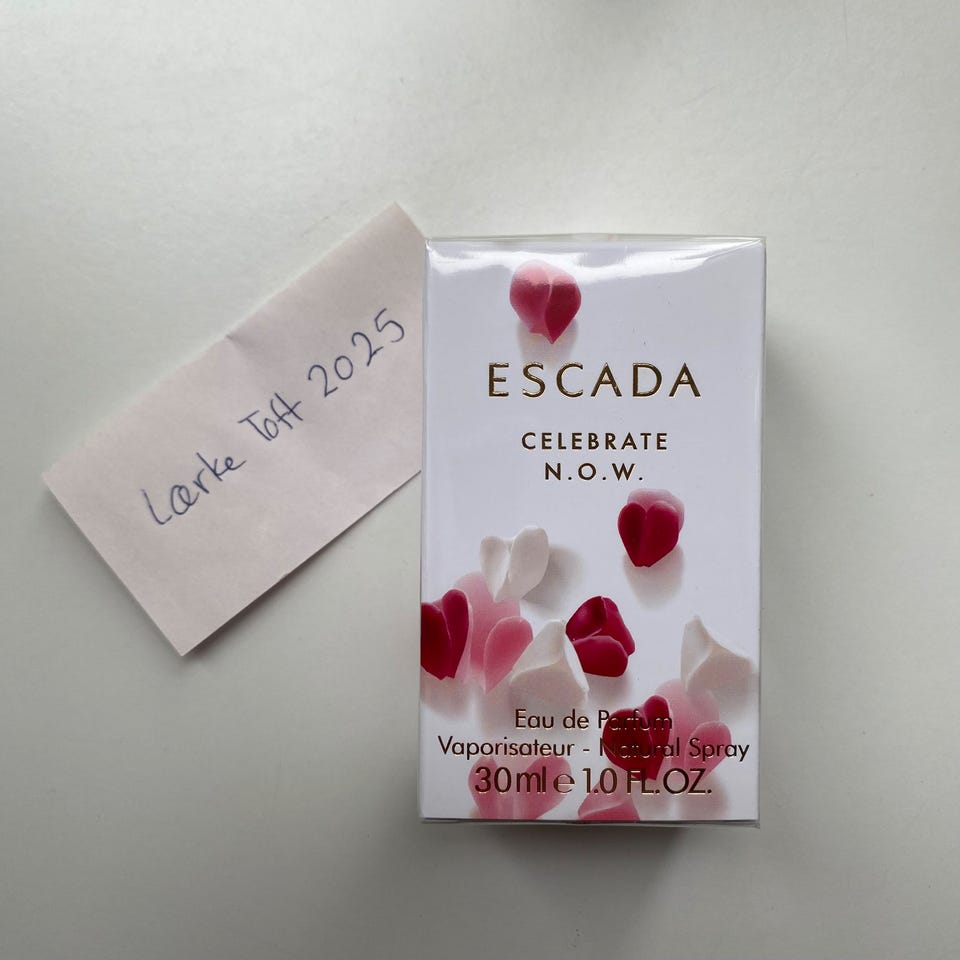 Lærke Toft 2025
ESCADA
CELEBRATE
N.O.W.
Eau de Parfum
Vaporisateur - Natural Spray
30ml e 1.0 FL.OZ.